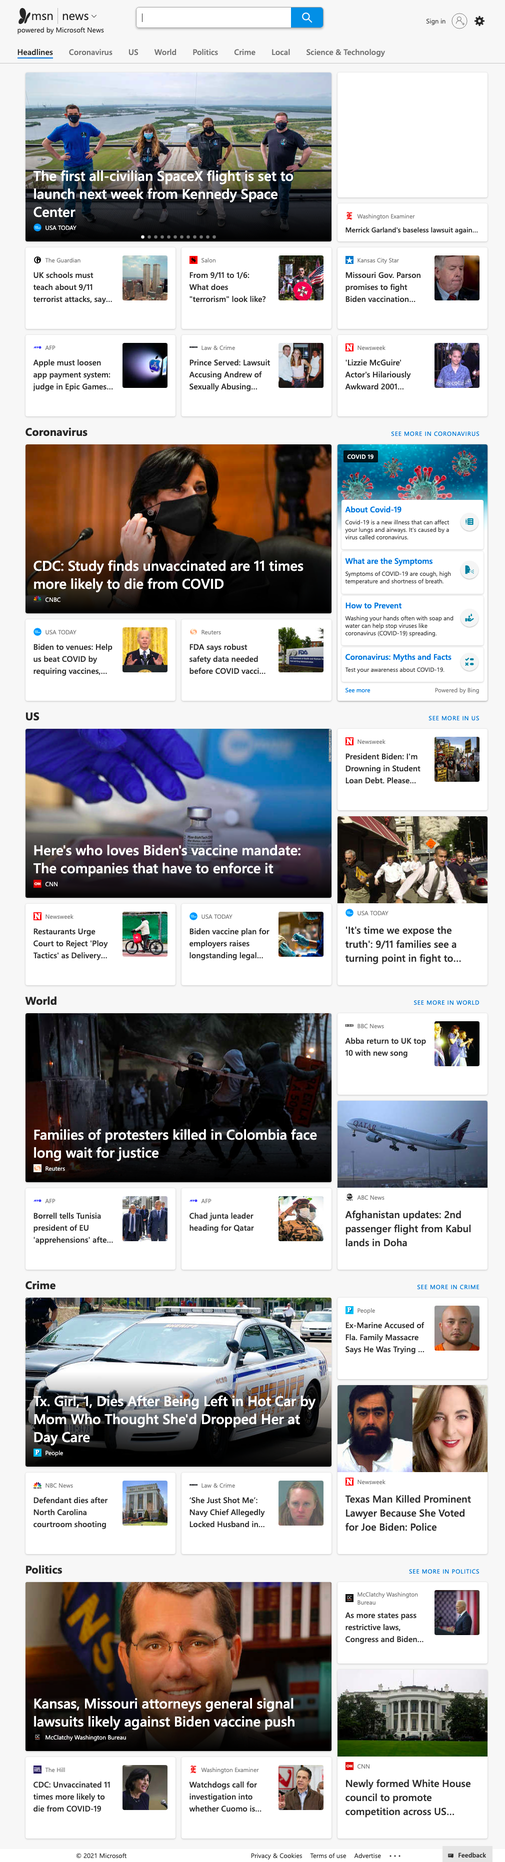 msn | news
powered by Microsoft News
Sign in
Headlines
Coronavirus
US
World
Politics
Crime
Local
Science & Technology
The first all-civilian SpaceX flight is set to
launch next week from Kennedy Space
Center
USA TODAY
Washington Examiner
Merrick Garland's baseless lawsuit again...
The Guardian
UK schools must
teach about 9/11
terrorist attacks, say...
Salon
From 9/11 to 1/6:
What does
"terrorism" look like?
Kansas City Star
Missouri Gov. Parson
promises to fight
Biden vaccination...
AFP
Apple must loosen
app payment system:
judge in Epic Games...
Law & Crime
Prince Served: Lawsuit
Accusing Andrew of
Sexually Abusing...
Newsweek
'Lizzie McGuire'
Actor's Hilariously
Awkward 2001...
Coronavirus
SEE MORE IN CORONAVIRUS
CDC: Study finds unvaccinated are 11 times
more likely to die from COVID
CNBC
COVID 19
About Covid-19
Covid-19 is a new illness that can affect
your lungs and airways. It's caused by a
virus called coronavirus.
What are the Symptoms
Symptoms of COVID-19 are cough, high
temperature and shortness of breath.
How to Prevent
Washing your hands often with soap and
water can help stop viruses like
coronavirus (COVID-19) spreading.
Coronavirus: Myths and Facts
Test your awareness about COVID-19.
See more
Powered by Bing
USA TODAY
Biden to venues: Help
us beat COVID by
requiring vaccines,...
Reuters
FDA says robust
safety data needed
before COVID vacci...
US
SEE MORE IN US
Here's who loves Biden's vaccine mandate:
The companies that have to enforce it
CNN
Newsweek
President Biden: I'm
Drowning in Student
Loan Debt. Please...
USA TODAY
'It's time we expose the
truth': 9/11 families see a
turning point in fight to...
Newsweek
Restaurants Urge
Court to Reject 'Ploy
Tactics' as Delivery...
USA TODAY
Biden vaccine plan for
employers raises
longstanding legal...
World
SEE MORE IN WORLD
Families of protesters killed in Colombia face
long wait for justice
Reuters
BBC News
Abba return to UK top
10 with new song
QATAR
ABC News
Afghanistan updates: 2nd
passenger flight from Kabul
lands in Doha
AFP
Borrell tells Tunisia
president of EU
'apprehensions' afte...
AFP
Chad junta leader
heading for Qatar
Crime
SEE MORE IN CRIME
Tx. Girl, 1, Dies After Being Left in Hot Car by
Mom Who Thought She'd Dropped Her at
Day Care
People
People
Ex-Marine Accused of
Fla. Family Massacre
Says He Was Trying ...
Newsweek
Texas Man Killed Prominent
Lawyer Because She Voted
for Joe Biden: Police
NBC News
Defendant dies after
North Carolina
courtroom shooting
Law & Crime
'She Just Shot Me':
Navy Chief Allegedly
Locked Husband in...
Politics
SEE MORE IN POLITICS
Kansas, Missouri attorneys general signal
lawsuits likely against Biden vaccine push
McClatchy Washington Bureau
McClatchy Washington
Bureau
As more states pass
restrictive laws,
Congress and Biden...
CNN
Newly formed White House
council to promote
competition across US...
The Hill
CDC: Unvaccinated 11
times more likely to
die from COVID-19
Washington Examiner
Watchdogs call for
investigation into
whether Cuomo is...
© 2021 Microsoft
Privacy & Cookies
Terms of use
Advertise
Feedback